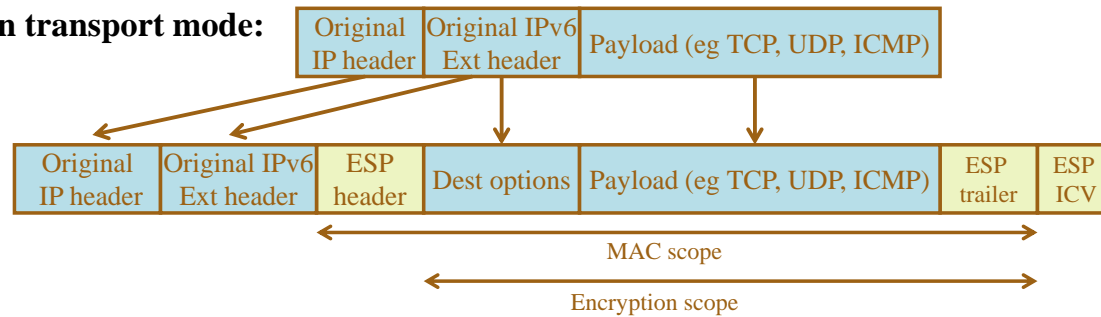 n transport mode:
Original
IP header
Original IPv6
Ext header
Payload (eg TCP, UDP, ICMP)
Original
IP header
Original IPv6
Ext header
ESP
header
Dest options
Payload (eg TCP, UDP, ICMP)
ESP
trailer
ESP
ICV
MAC scope
Encryption scope